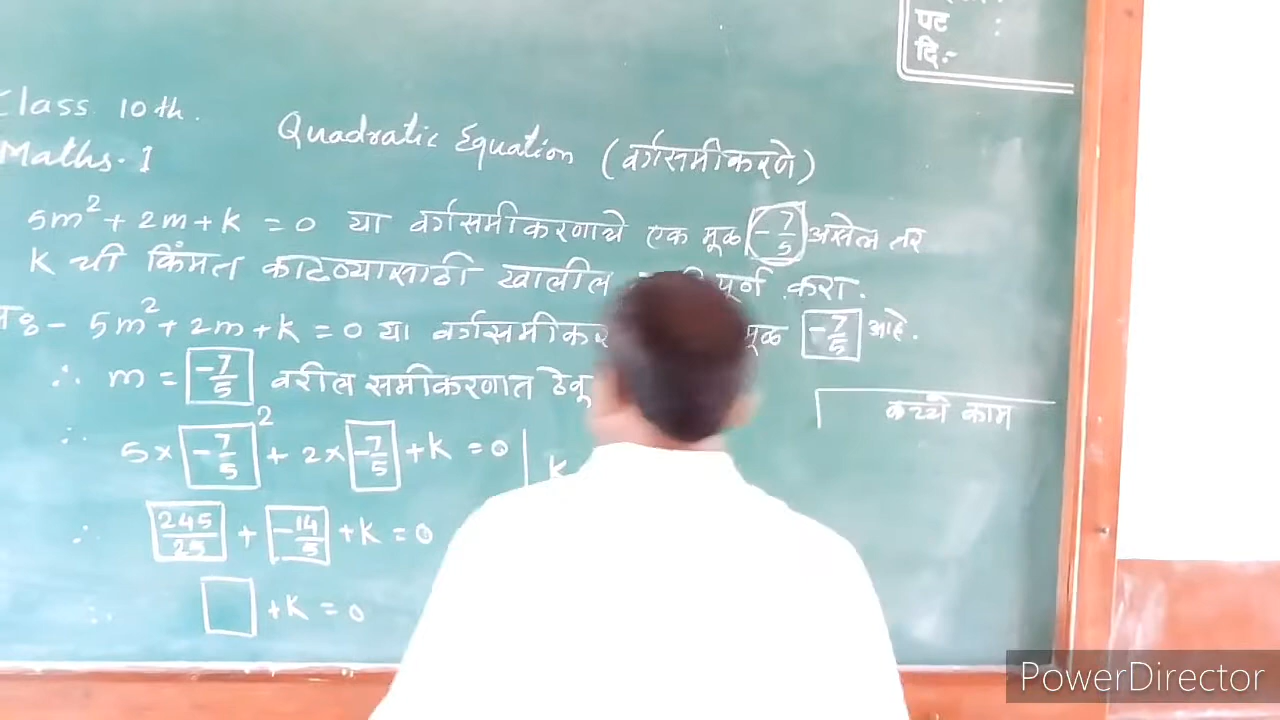 पट :
दि:-
Class 10th.
Maths. 1
Quadratic Equation (वर्गसमीकरणे)
5m² + 2m + k = 0 या वर्गसमीकरणाचे एक मूळ -7/5 असेल तर
K ची किंमत काढण्यासाठी खालील पूर्ण करा.
5m² + 2m + k = 0 या वर्गसमीकर मूळ -7/5 आहे.
∴ m = -7/5 वरील समीकरणात ठेवू
∴ 5 × -7/5 ² + 2 × -7/5 + k = 0
k
∴ 245/25 + -14/5 + k = 0
∴ □ + k = 0
कच्चे काम
PowerDirector